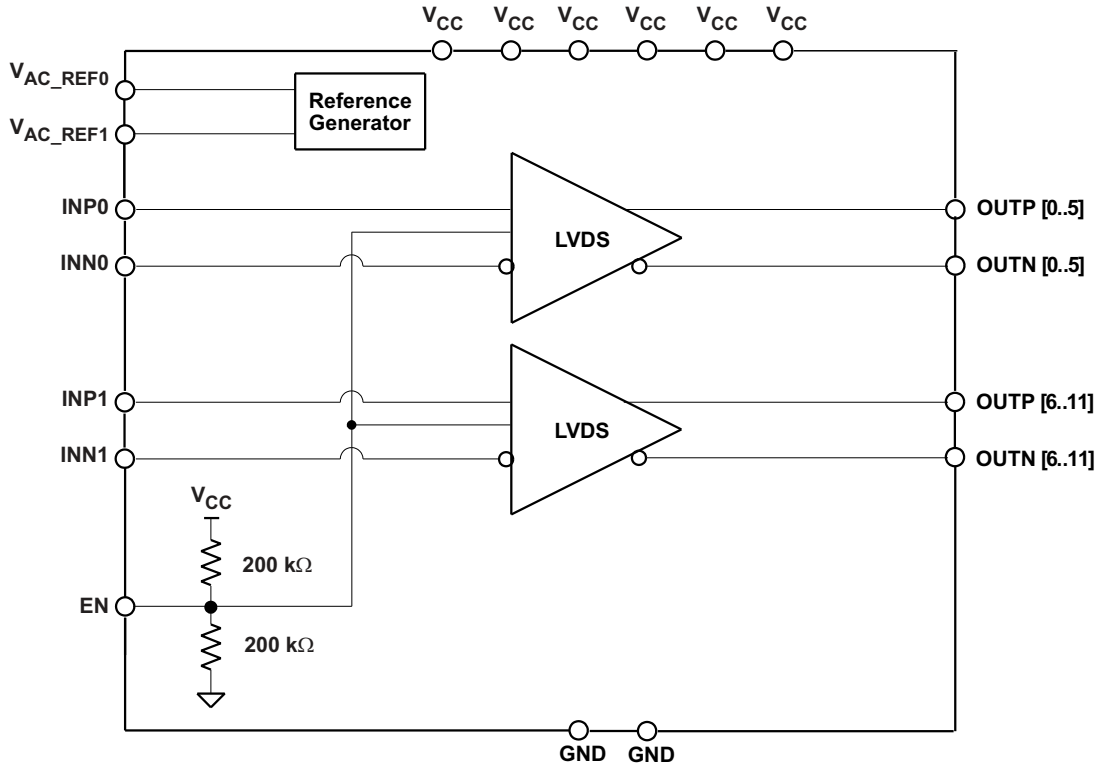 VCC VCC VCC VCC VCC VCC
VAC_REF0
VAC_REF1
Reference
Generator
INP0
INN0
LVDS
OUTP [0..5]
OUTN [0..5]
INP1
INN1
LVDS
OUTP [6..11]
OUTN [6..11]
VCC
200 kΩ
EN
200 kΩ
GND GND